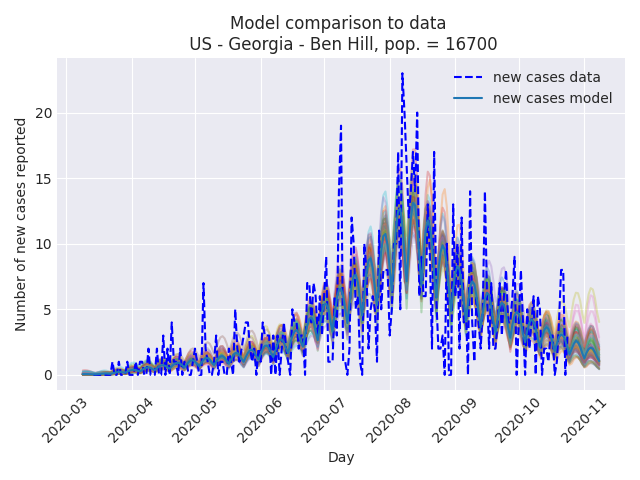 Model comparison to data
US - Georgia - Ben Hill, pop. = 16700
new cases data
new cases model
Number of new cases reported
20
15
10
5
0
2020-03
2020-04
2020-05
2020-06
2020-07
2020-08
2020-09
2020-10
2020-11
Day